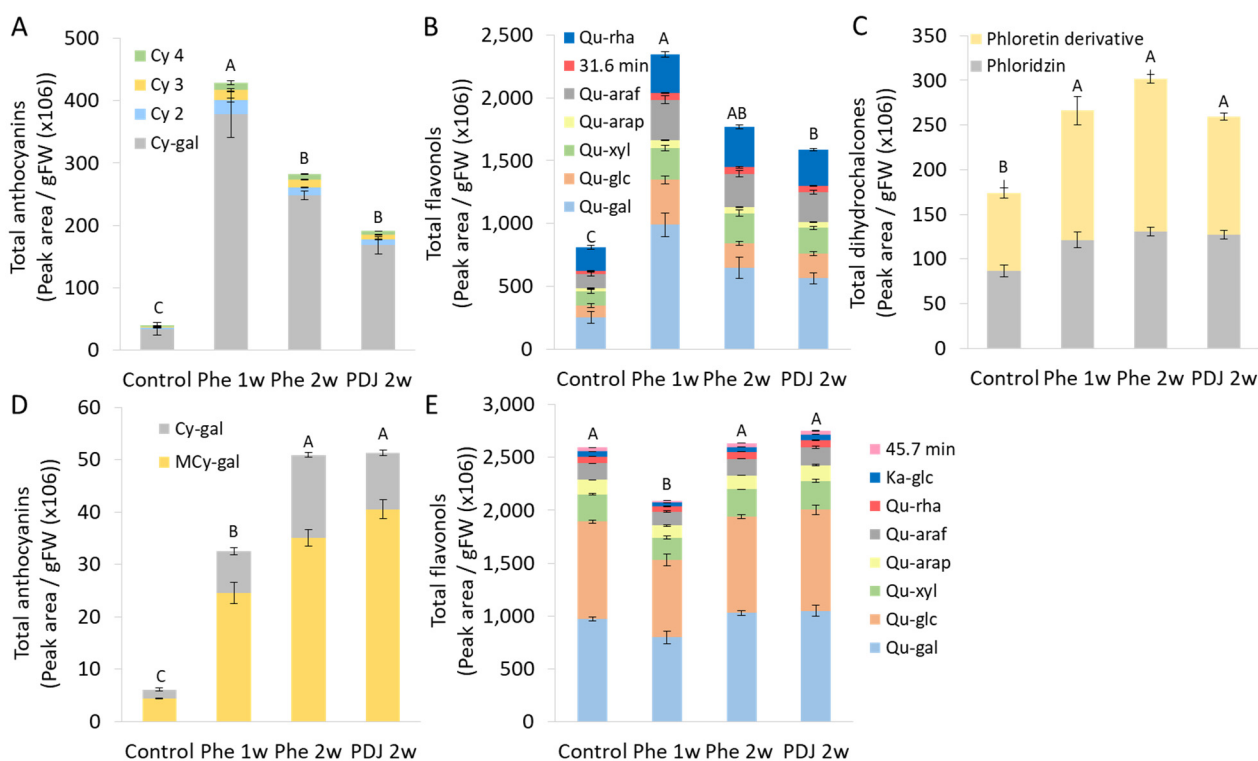 A
Total anthocyanins
(Peak area / gFW (x106))
500
400
300
200
100
0
Cy 4
Cy 3
Cy 2
Cy-gal
C
A
B
B
Control Phe 1w Phe 2w PDJ 2w
B
Total flavonols
(Peak area / gFW (x106))
2,500
2,000
1,500
1,000
500
0
Qu-rha
31.6 min
Qu-araf
Qu-arap
Qu-xyl
Qu-glc
Qu-gal
C
A
AB
B
Control Phe 1w Phe 2w PDJ 2w
C
Total dihydrochalcones
(Peak area / gFW (x106))
350
300
250
200
150
100
50
0
Phloretin derivative
Phloridzin
B
A
A
A
Control Phe 1w Phe 2w PDJ 2w
D
Total anthocyanins
(Peak area / gFW (x106))
60
50
40
30
20
10
0
Cy-gal
MCy-gal
C
B
A
A
Control Phe 1w Phe 2w PDJ 2w
E
Total flavonols
(Peak area / gFW (x106))
3,000
2,500
2,000
1,500
1,000
500
0
A
B
A
A
Control Phe 1w Phe 2w PDJ 2w
45.7 min
Ka-glc
Qu-rha
Qu-araf
Qu-arap
Qu-xyl
Qu-glc
Qu-gal